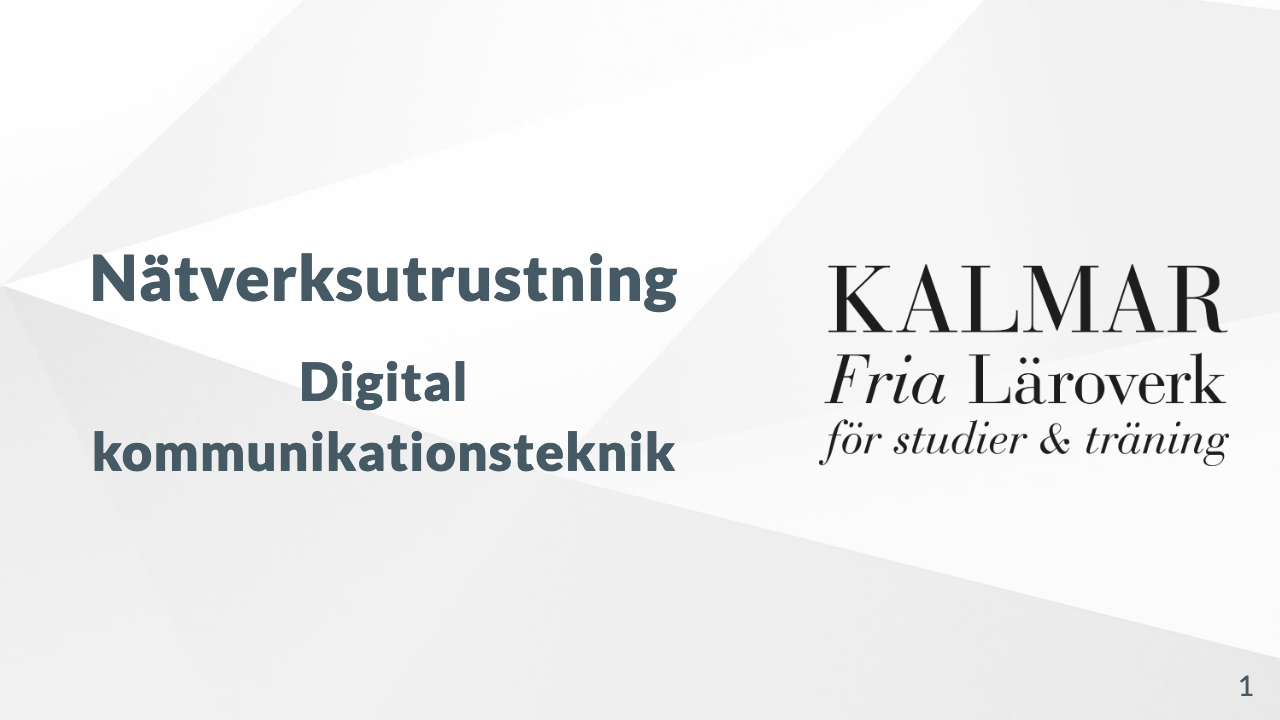 Nätverksutrustning
Digital
kommunikationsteknik
KALMAR
Fria Läroverk
för studier & träning
1